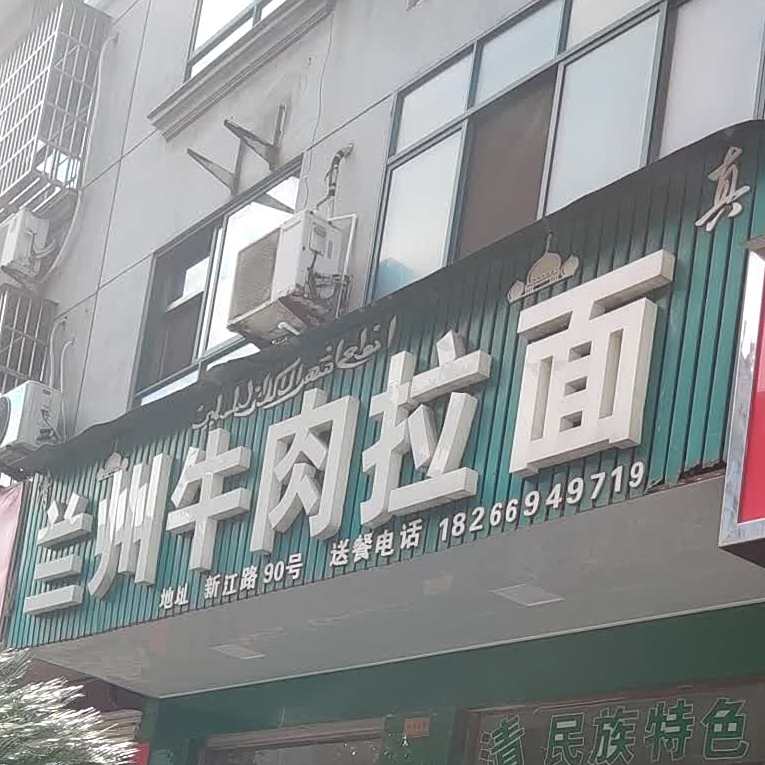 真
兰州牛肉拉面
地址 新江路90号 送餐电话 18266949719
清 民族特色